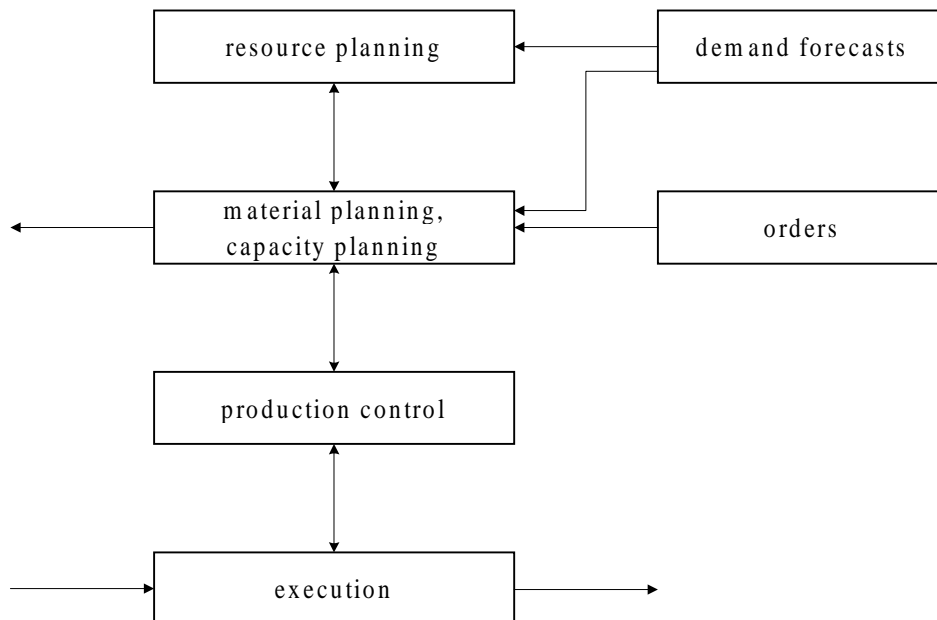 resource planning
demand forecasts
material planning,
capacity planning
orders
production control
execution